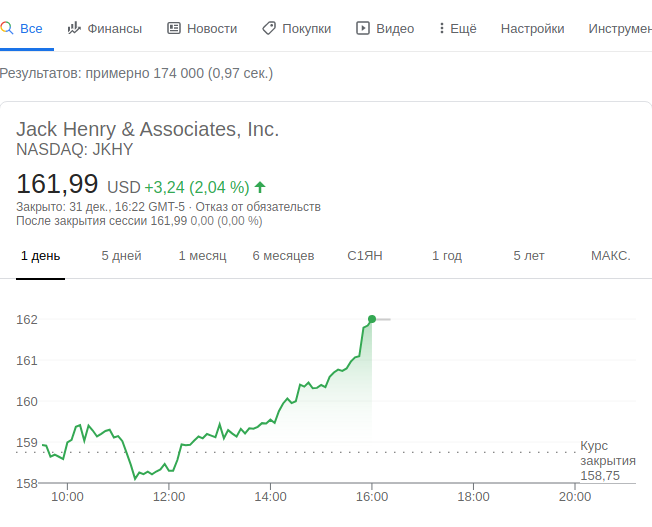 Все Финансы Новости Покупки Видео Ещё Настройки Инструмен
Результатов: примерно 174 000 (0,97 сек.)
Jack Henry & Associates, Inc.
NASDAQ: JKHY
161,99 USD +3,24 (2,04 %)
Закрыто: 31 дек., 16:22 GMT-5 · Отказ от обязательств
После закрытия сессии 161,99 0,00 (0,00 %)
1 день 5 дней 1 месяц 6 месяцев С1ЯН 1 год 5 лет МАКС.
162
161
160
159
158
Курс
закрытия
158,75
10:00 12:00 14:00 16:00 18:00 20:00